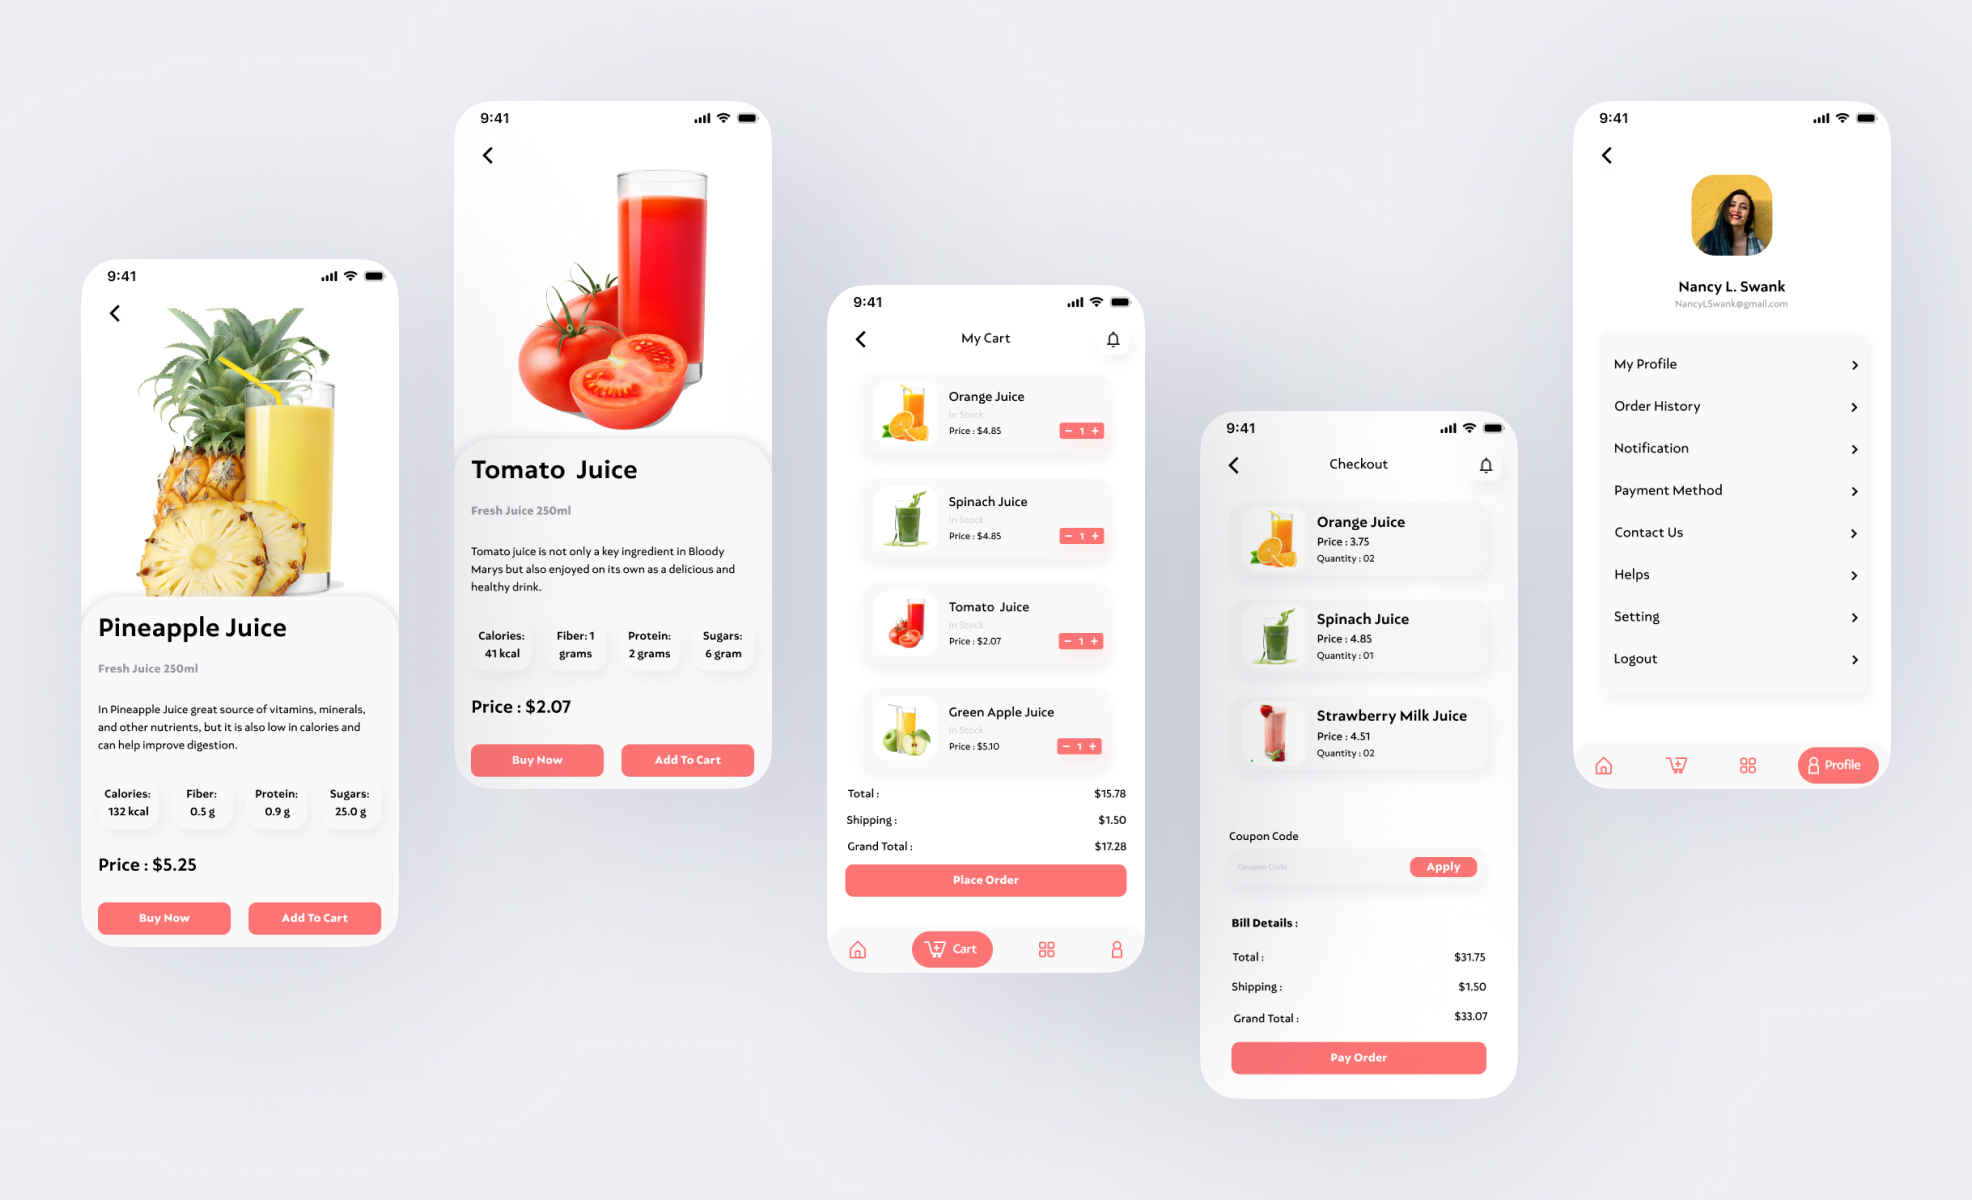 9:41
Pineapple Juice
Fresh Juice 250ml
In Pineapple Juice great source of vitamins, minerals,
and other nutrients, but it is also low in calories and
can help improve digestion.
Calories: Fiber: Protein: Sugars:
132 kcal 0.5 g 0.9 g 25.0 g
Price : $5.25
Buy Now Add To Cart
9:41
Tomato Juice
Fresh Juice 250ml
Tomato juice is not only a key ingredient in Bloody
Marys but also enjoyed on its own as a delicious and
healthy drink.
Calories: Fiber: 1 Protein: Sugars:
41 kcal grams 2 grams 6 gram
Price : $2.07
Buy Now Add To Cart
9:41
My Cart
Orange Juice
In Stock
Price : $4.85 − 1 +
Spinach Juice
In Stock
Price : $4.85 − 1 +
Tomato Juice
In Stock
Price : $2.07 − 1 +
Green Apple Juice
In Stock
Price : $5.10 − 1 +
Total : $15.78
Shipping : $1.50
Grand Total : $17.28
Place Order
Cart
9:41
Checkout
Orange Juice
Price : 3.75
Quantity : 02
Spinach Juice
Price : 4.85
Quantity : 01
Strawberry Milk Juice
Price : 4.51
Quantity : 02
Coupon Code
Coupon Code Apply
Bill Details :
Total : $31.75
Shipping : $1.50
Grand Total : $33.07
Pay Order
9:41
Nancy L. Swank
NancyLSwank@gmail.com
My Profile
Order History
Notification
Payment Method
Contact Us
Helps
Setting
Logout
Profile